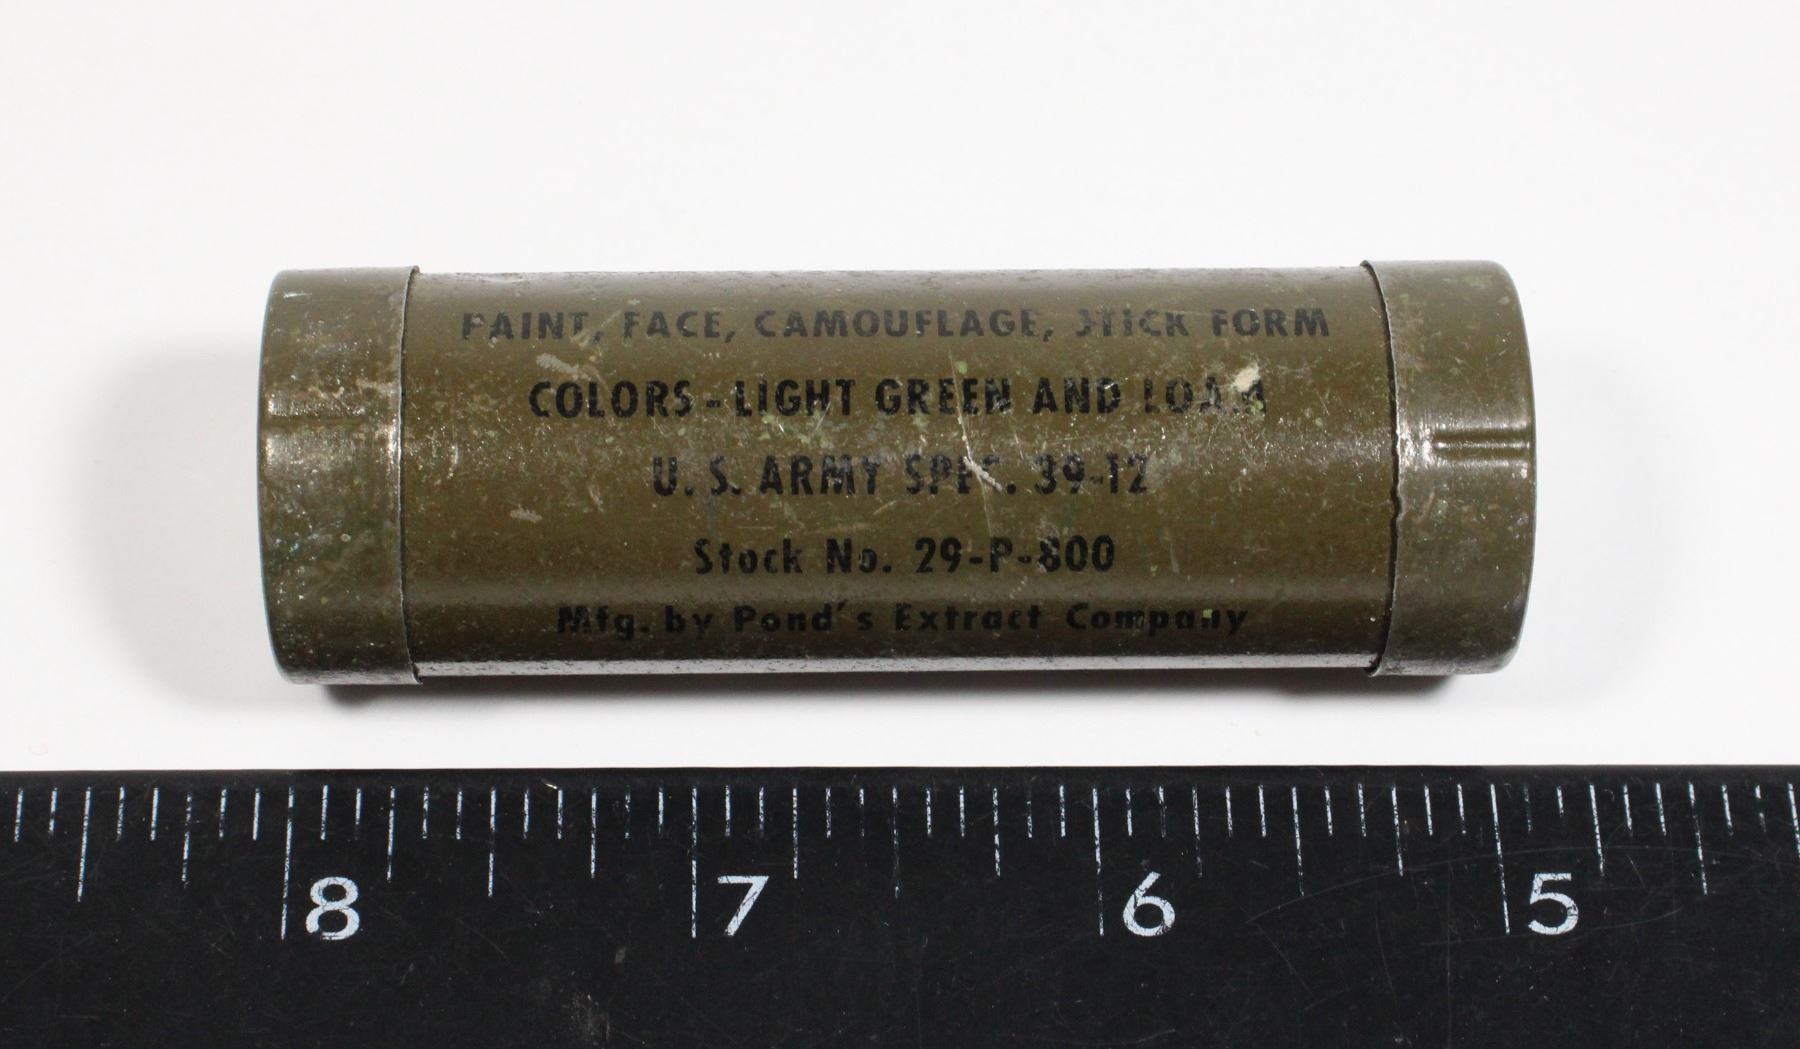 PAINT, FACE, CAMOUFLAGE, STICK FORM
COLORS - LIGHT GREEN AND LOAM
U. S. ARMY SPEC. 39-12
Stock No. 29-P-800
Mfg. by Pond's Extract Company
8 7 6 5